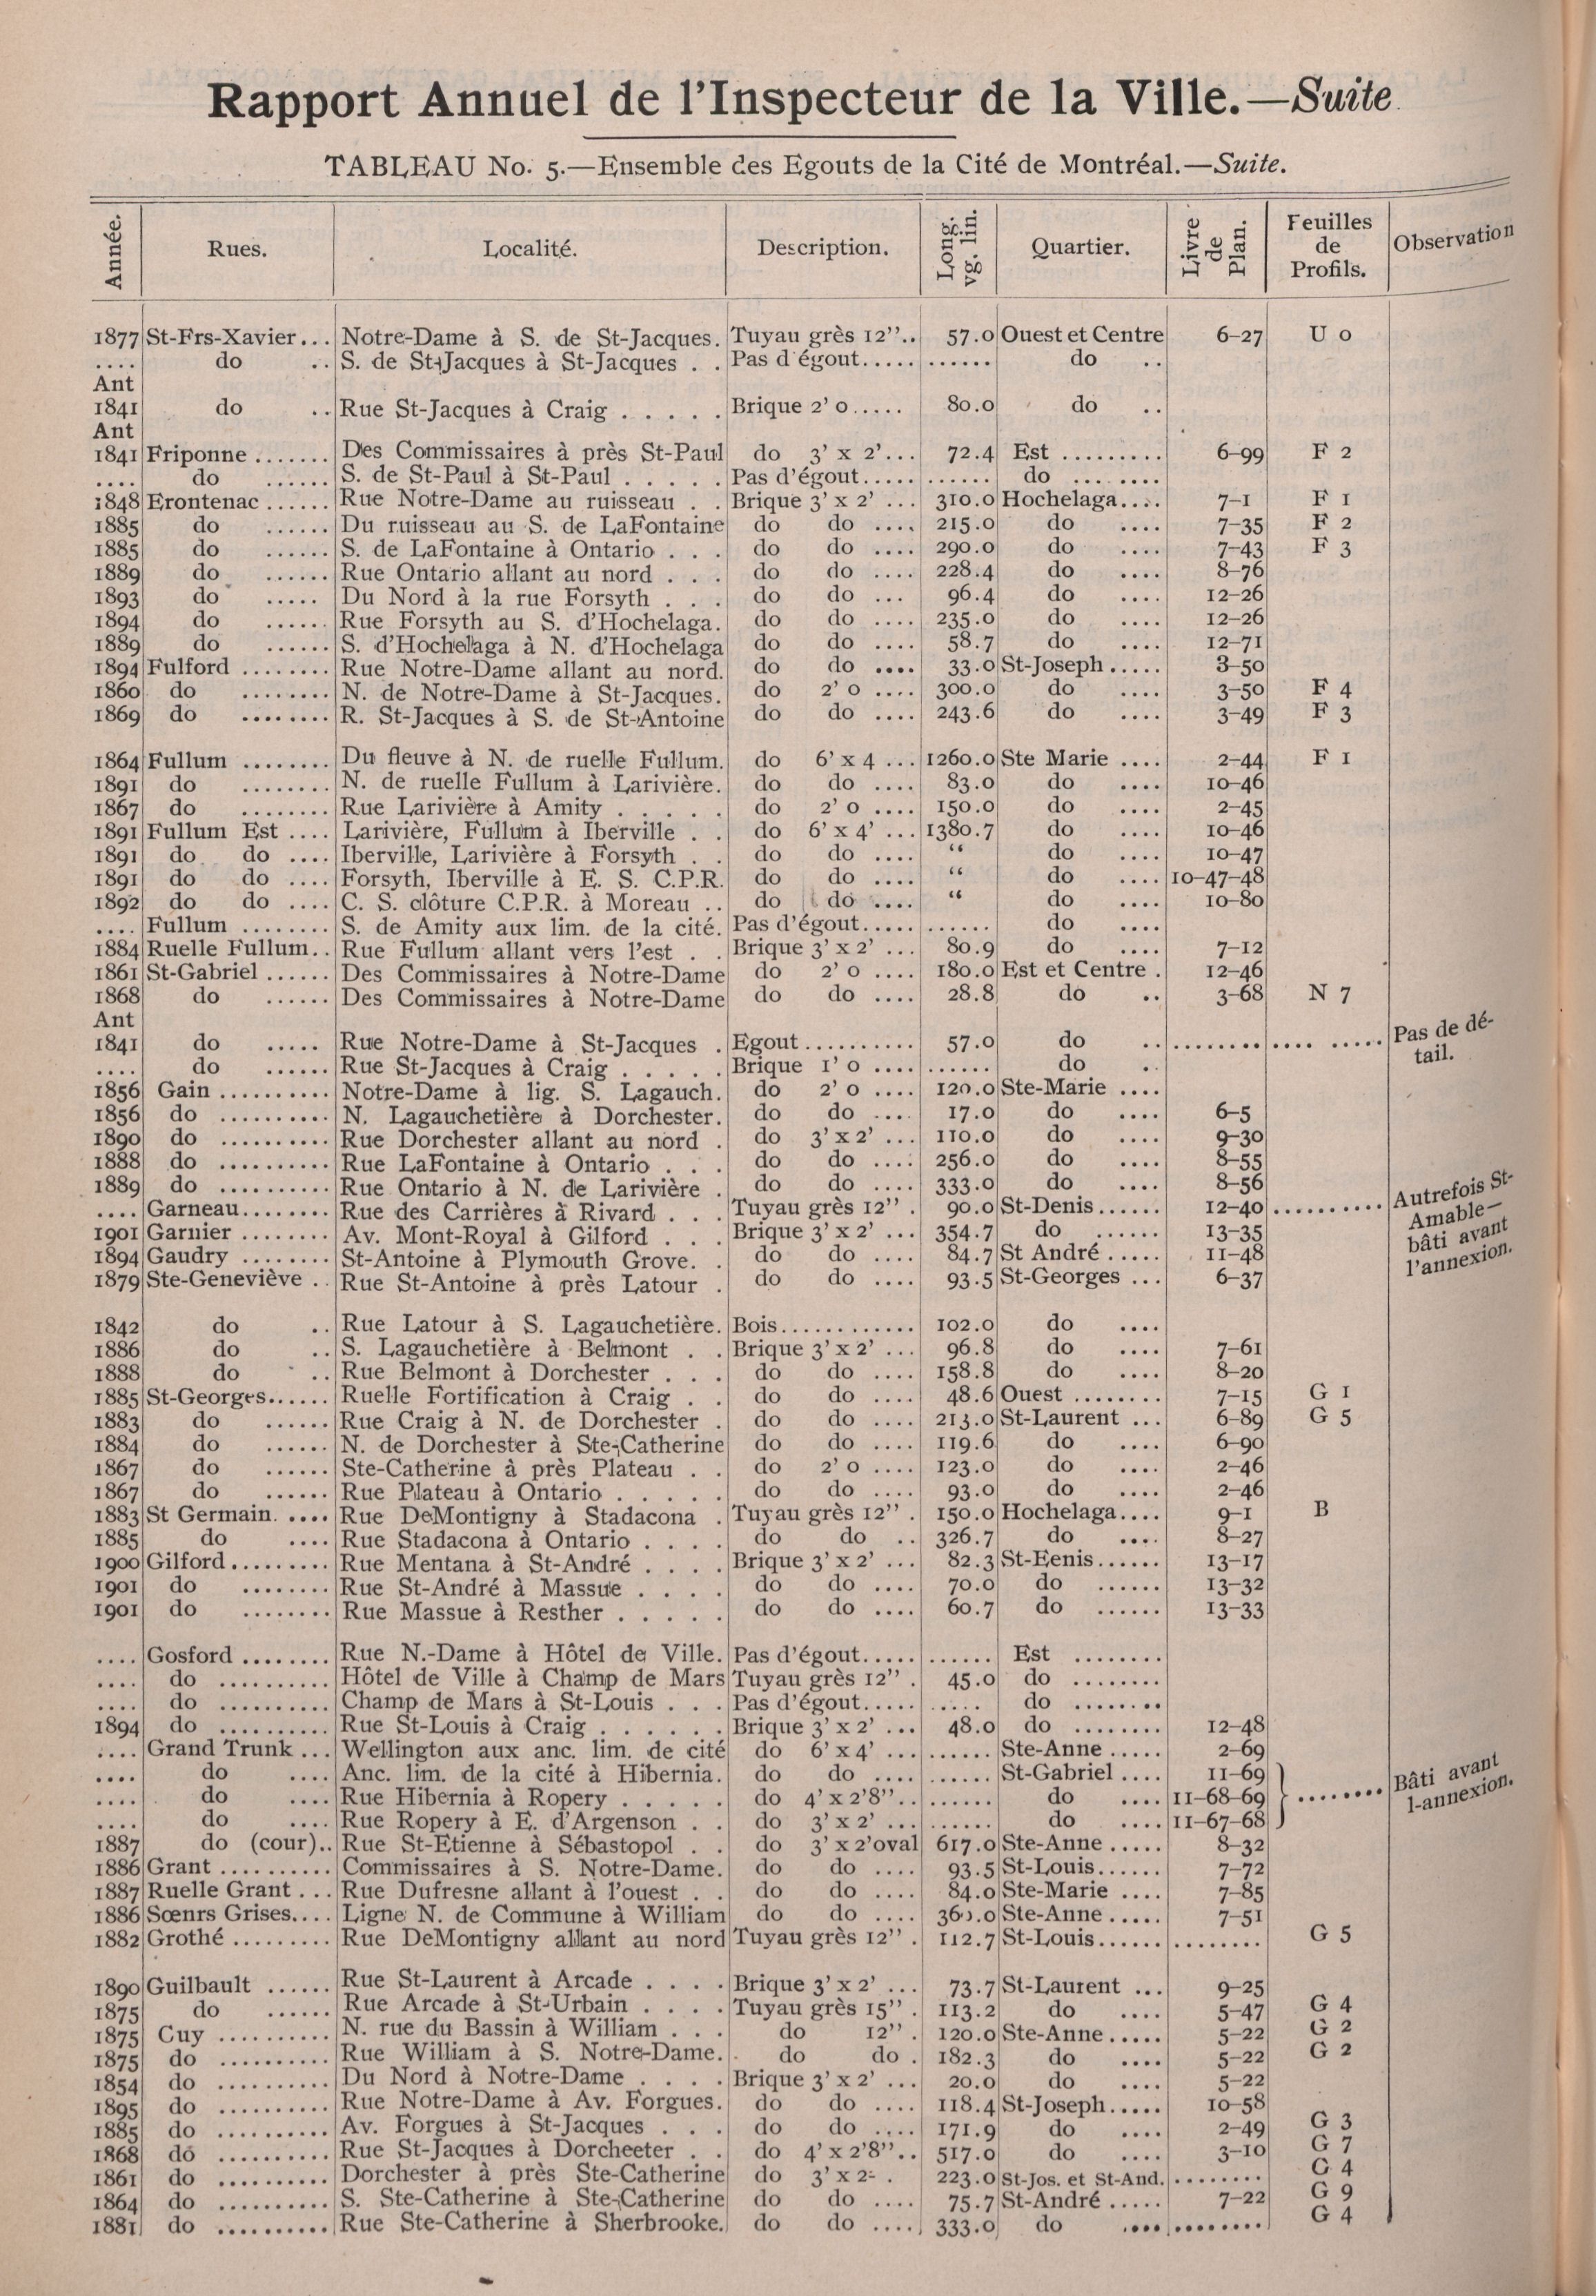 Rapport Annuel de l'Inspecteur de la Ville.—Suite
TABLEAU No. 5.—Ensemble des Egouts de la Cité de Montréal.—Suite.
Année. Rues. Localité. Description. Long. vg. lin. Quartier. Livre de Plan. Feuilles de Profils. Observation
1877 St-Frs-Xavier... Notre-Dame à S. de St-Jacques. Tuyau grès 12''.. 57.0 Ouest et Centre 6-27 U o
.... do .. S. de St-Jacques à St-Jacques . . Pas d'égout..... ...... do ..
Ant
1841 do .. Rue St-Jacques à Craig . . . . . Brique 2' 0..... 80.0 do ..
Ant
1841 Friponne ....... Des Commissaires à près St-Paul do 3' x 2'... 72.4 Est ......... 6-99 F 2
.... do ...... S. de St-Paul à St-Paul . . . . . Pas d'égout..... ...... do ... ....
1848 Erontenac ...... Rue Notre-Dame au ruisseau . . Brique 3' x 2' ... 310.0 Hochelaga.... 7-1 F 1
1885 do ...... Du ruisseau au S. de LaFontaine do do .... 215.0 do .... 7-35 F 2
1885 do ...... S. de LaFontaine à Ontario . . . do do .... 290.0 do .... 7-43 F 3
1889 do ...... Rue Ontario allant au nord . . . do do .... 228.4 do .... 8-76
1893 do ..... Du Nord à la rue Forsyth . . . do do ... 96.4 do .... 12-26
1894 do ...... Rue Forsyth au S. d'Hochelaga. do do .... 235.0 do .... 12-26
1889 do ...... S. d'Hochelaga à N. d'Hochelaga do do .... 58.7 do .... 12-71
1894 Fulford ........ Rue Notre-Dame allant au nord. do do .... 33.0 St-Joseph ..... 3-50
1860 do ........ N. de Notre-Dame à St-Jacques. do 2' 0 .... 300.0 do .... 3-50 F 4
1869 do ........ R. St-Jacques à S. de St-Antoine do do .... 243.6 do .... 3-49 F 3
1864 Fullum ........ Du fleuve à N. de ruelle Fullum. do 6' x 4 ... 1260.0 Ste Marie .... 2-44 F 1
1891 do ........ N. de ruelle Fullum à Larivière. do do .... 83.0 do .... 10-46
1867 do ........ Rue Larivière à Amity . . . . . do 2' 0 .... 150.0 do .... 2-45
1891 Fullum Est .... Larivière, Fullum à Iberville . . do 6' x 4' ... 1380.7 do .... 10-46
1891 do do .... Iberville, Larivière à Forsyth . . do do .... “ do .... 10-47
1891 do do .... Forsyth, Iberville à E. S. C.P.R. do do .... “ do .... 10-47-48
1892 do do .... C. S. clôture C.P.R. à Moreau .. do do .... “ do .... 10-80
.... Fullum ........ S. de Amity aux lim. de la cité. Pas d'égout..... ...... do ....
1884 Ruelle Fullum.. Rue Fullum allant vers l'est . . Brique 3' x 2' ... 80.9 do .... 7-12
1861 St-Gabriel ...... Des Commissaires à Notre-Dame do 2' 0 .... 180.0 Est et Centre . 12-46
1868 do ...... Des Commissaires à Notre-Dame do do .... 28.8 do .. 3-68 N 7
Ant
1841 do ..... Rue Notre-Dame à St-Jacques . Egout.......... 57.0 do .. ........ .... ..... Pas de dé-
tail.
.... do ...... Rue St-Jacques à Craig . . . . . Brique 1' 0 .... ...... do ..
1856 Gain .......... Notre-Dame à lig. S. Lagauch. do 2' 0 .... 120.0 Ste-Marie ....
1856 do .......... N. Lagauchetière à Dorchester. do do .... 17.0 do .... 6-5
1890 do .......... Rue Dorchester allant au nord . do 3' x 2' ... 110.0 do .... 9-30
1888 do .......... Rue LaFontaine à Ontario . . . do do .... 256.0 do .... 8-55
1889 do .......... Rue Ontario à N. de Larivière . do do .... 333.0 do .... 8-56
.... Garneau........ Rue des Carrières à Rivard . . . Tuyau grès 12'' . 90.0 St-Denis...... 12-40 .......... Autrefois St-
Amable—
bâti avant
l'annexion.
1901 Garnier ........ Av. Mont-Royal à Gilford . . . Brique 3' x 2' ... 354.7 do ...... 13-35
1894 Gaudry ........ St-Antoine à Plymouth Grove. . do do .... 84.7 St André ..... 11-48
1879 Ste-Geneviève .. Rue St-Antoine à près Latour . do do .... 93.5 St-Georges ... 6-37
1842 do .. Rue Latour à S. Lagauchetière. Bois............ 102.0 do ....
1886 do .. S. Lagauchetière à Belmont . . Brique 3' x 2' ... 96.8 do .... 7-61
1888 do .. Rue Belmont à Dorchester . . . do do .... 158.8 do .... 8-20
1885 St-Georges...... Ruelle Fortification à Craig . . do do .... 48.6 Ouest ........ 7-15 G 1
1883 do ...... Rue Craig à N. de Dorchester . do do .... 213.0 St-Laurent ... 6-89 G 5
1884 do ...... N. de Dorchester à Ste-Catherine do do .... 119.6 do .... 6-90
1867 do ...... Ste-Catherine à près Plateau . . do 2' 0 .... 123.0 do .... 2-46
1867 do ...... Rue Plateau à Ontario . . . . . do do .... 93.0 do .... 2-46
1883 St Germain. .... Rue DeMontigny à Stadacona . Tuyau grès 12'' . 150.0 Hochelaga.... 9-1 B
1885 do .... Rue Stadacona à Ontario . . . . do do .. 326.7 do .... 8-27
1900 Gilford......... Rue Mentana à St-André . . . . Brique 3' x 2' ... 82.3 St-Eenis...... 13-17
1901 do ........ Rue St-André à Massue . . . . do do .... 70.0 do ...... 13-32
1901 do ........ Rue Massue à Resther . . . . . do do .... 60.7 do ...... 13-33
.... Gosford ........ Rue N.-Dame à Hôtel de Ville. Pas d'égout..... ...... Est ........
.... do .......... Hôtel de Ville à Champ de Mars Tuyau grès 12'' . 45.0 do ........
.... do .......... Champ de Mars à St-Louis . . . Pas d'égout..... ..... do ........
1894 do .......... Rue St-Louis à Craig . . . . . . Brique 3' x 2' ... 48.0 do ........ 12-48
.... Grand Trunk ... Wellington aux anc. lim. de cité do 6' x 4' ... ...... Ste-Anne ..... 2-69
.... do .... Anc. lim. de la cité à Hibernia. do do .... ...... St-Gabriel .... 11-69
.... do .... Rue Hibernia à Ropery . . . . . do 4' x 2'8''.. ...... do .... 11-68-69 ........ Bâti avant
l-annexion.
.... do .... Rue Ropery à E. d'Argenson . . do 3' x 2' ... ...... do .... 11-67-68
1887 do (cour).. Rue St-Etienne à Sébastopol . . do 3' x 2' oval 617.0 Ste-Anne ..... 8-32
1886 Grant .......... Commissaires à S. Notre-Dame. do do .... 93.5 St-Louis...... 7-72
1887 Ruelle Grant ... Rue Dufresne allant à l'ouest . . do do .... 84.0 Ste-Marie .... 7-85
1886 Sœnrs Grises.... Ligne N. de Commune à William do do .... Ste-Anne ..... 7-51
1882 Grothé ......... Rue DeMontigny allant au nord Tuyau grès 12'' . 112.7 St-Louis...... ........ G 5
1890 Guilbault ...... Rue St-Laurent à Arcade . . . . Brique 3' x 2' ... 73.7 St-Laurent ... 9-25
1875 do ...... Rue Arcade à St-Urbain . . . . Tuyau grès 15'' . 113.2 do .... 5-47 G 4
1875 Cuy .......... N. rue du Bassin à William . . . do 12'' . 120.0 Ste-Anne ..... 5-22 G 2
1875 do .......... Rue William à S. Notre-Dame. do do . 182.3 do .... 5-22 G 2
1854 do .......... Du Nord à Notre-Dame . . . . Brique 3' x 2' ... 20.0 do .... 5-22
1895 do .......... Rue Notre-Dame à Av. Forgues. do do .... 118.4 St-Joseph..... 10-58
1885 do .......... Av. Forgues à St-Jacques . . . do do .... 171.9 do .... 2-49 G 3
1868 do .......... Rue St-Jacques à Dorcheeter . . do 4' x 2'8''.. 517.0 do .... 3-10 G 7
1861 do .......... Dorchester à près Ste-Catherine do 3' x 2- . 223.0 St-Jos. et St-And. ........ G 4
1864 do .......... S. Ste-Catherine à Ste-Catherine do do .... 75.7 St-André ..... 7-22 G 9
1881 do .......... Rue Ste-Catherine à Sherbrooke. do do .... 333.0 do .... ........ G 4